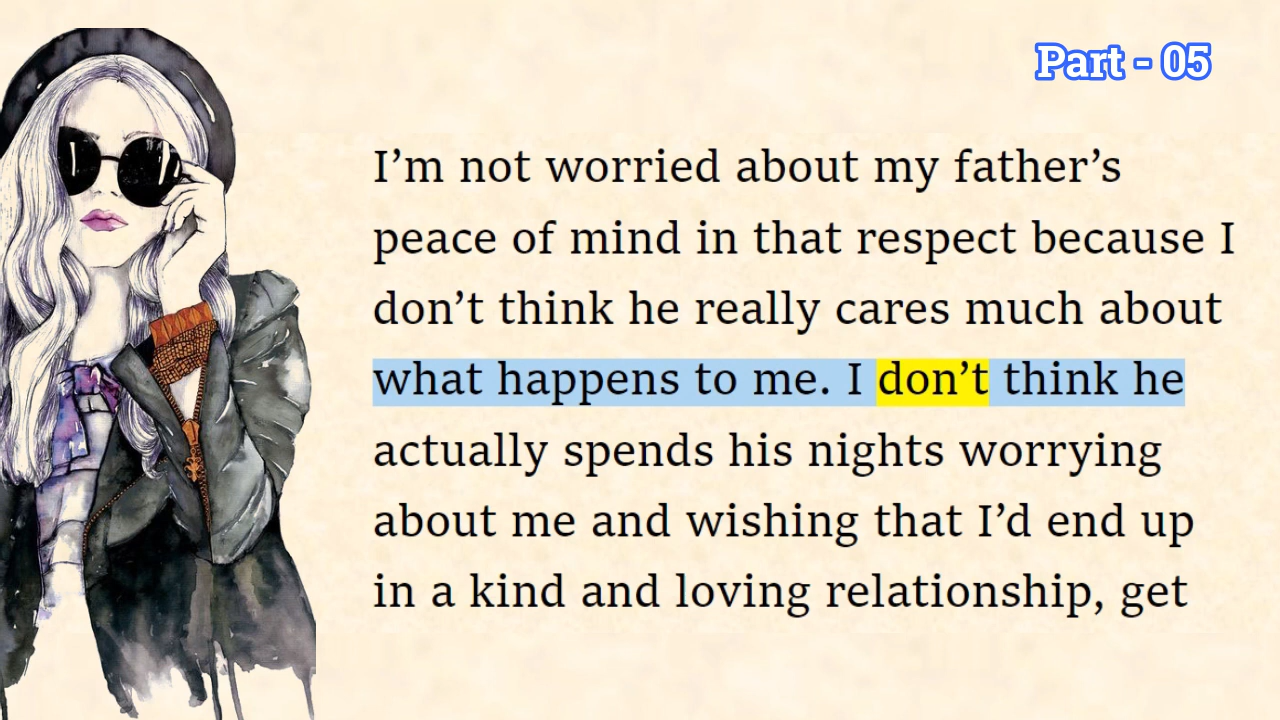 Part - 05
I’m not worried about my father’s
peace of mind in that respect because I
don’t think he really cares much about
what happens to me. I don’t think he
actually spends his nights worrying
about me and wishing that I’d end up
in a kind and loving relationship, get